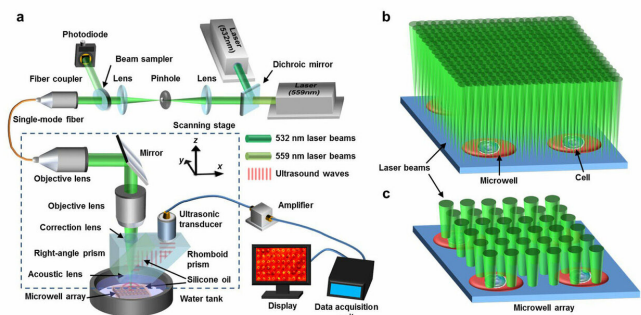 a
Photodiode
Beam sampler
Fiber coupler
Lens
Pinhole
Lens
Laser
(532nm)
Dichroic mirror
Laser
(559nm)
Single-mode fiber
Scanning stage
Mirror
z
y
x
532 nm laser beams
559 nm laser beams
Ultrasound waves
Objective lens
Objective lens
Correction lens
Ultrasonic
transducer
Amplifier
Right-angle prism
Rhomboid
prism
Acoustic lens
Silicone oil
Microwell array
Water tank
Display
Data acquisition
b
Laser beams
Microwell
Cell
c
Microwell array